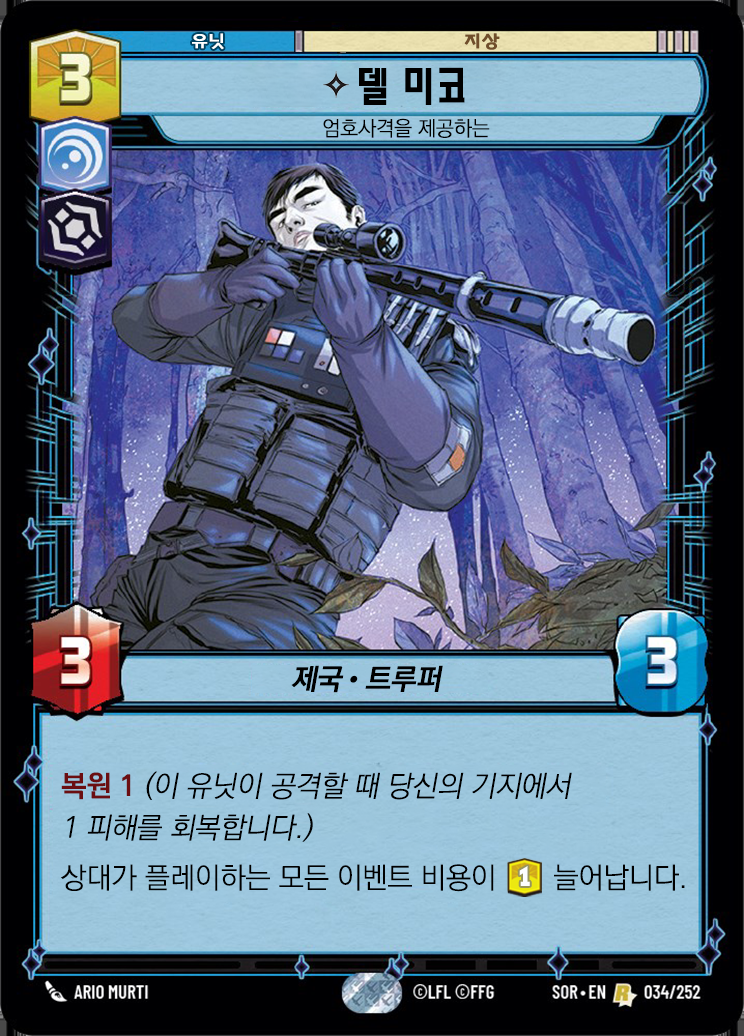 유닛
지상
3
델 미코
엄호사격을 제공하는
3
제국 • 트루퍼
3
복원 1 (이 유닛이 공격할 때 당신의 기지에서
1 피해를 회복합니다.)
상대가 플레이하는 모든 이벤트 비용이 1 늘어납니다.
ARIO MURTI
©LFL ©FFG
SOR • EN R 034/252